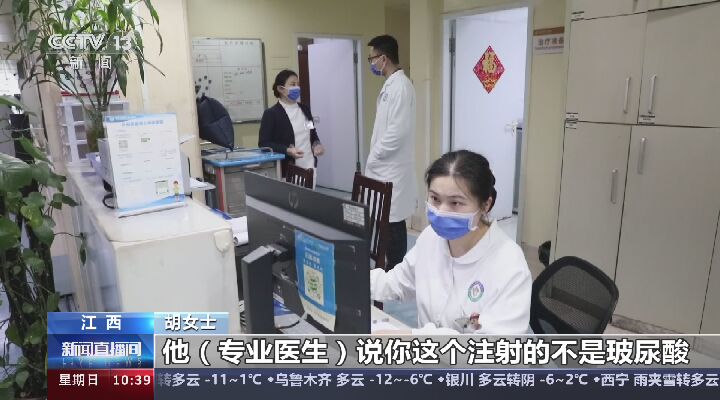 CCTV 13
新闻
福
江西
胡女士
新闻直播间
他（专业医生）说你这个注射的不是玻尿酸
星期日 10:39 转多云 -11~1℃ 乌鲁木齐 多云 -12~-6℃ 银川 多云转阴 -6~2℃ 西宁 雨夹雪转多云